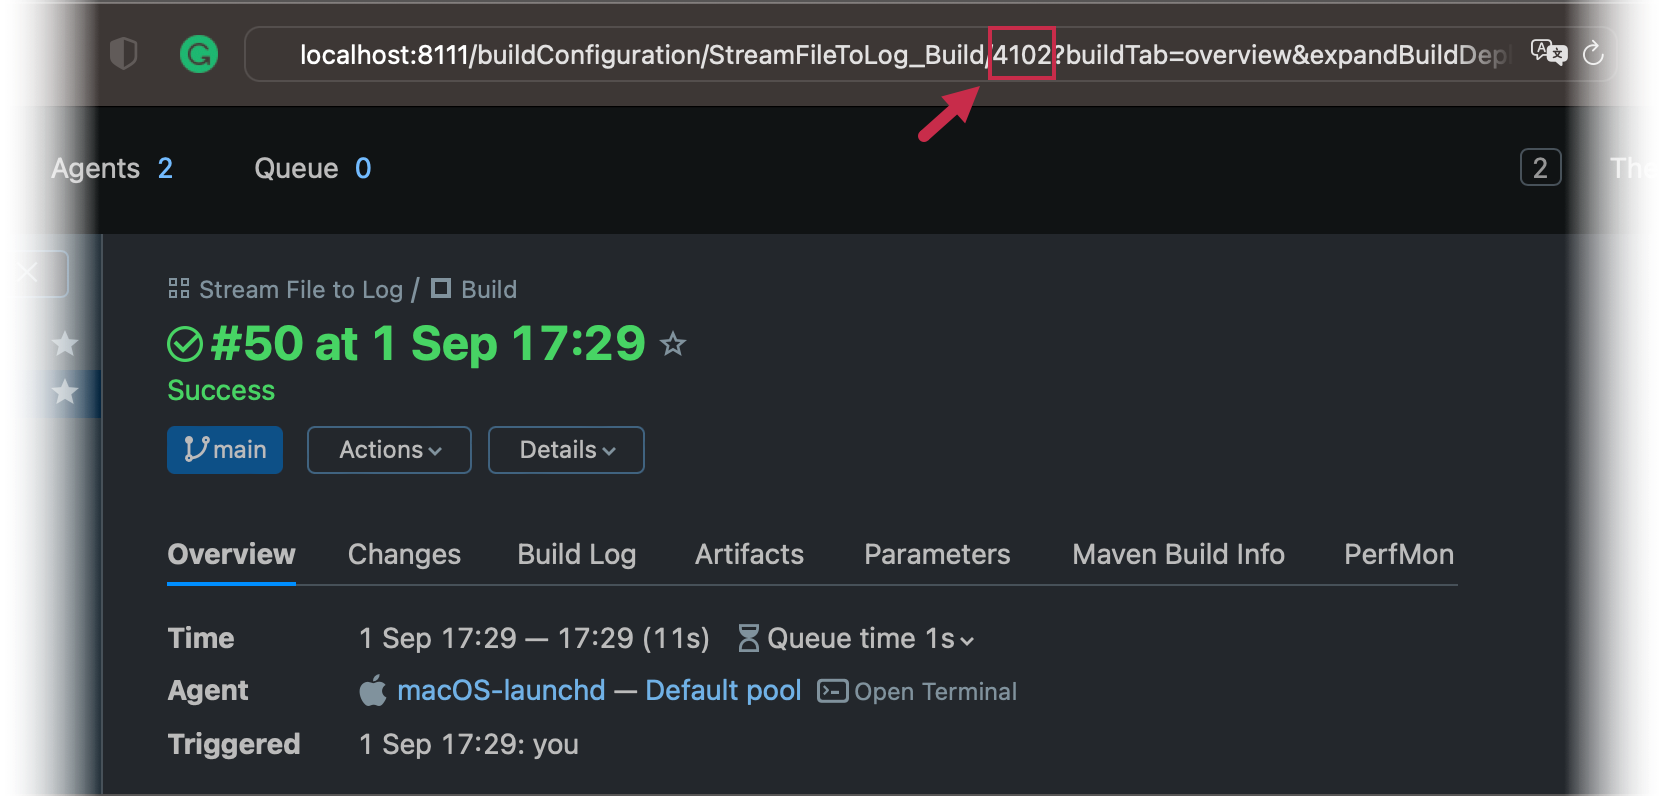 localhost:8111/buildConfiguration/StreamFileToLog_Build/4102?buildTab=overview&expandBuildDep
Agents 2 Queue 0 2 The
Stream File to Log / Build
#50 at 1 Sep 17:29
Success
main Actions Details
Overview Changes Build Log Artifacts Parameters Maven Build Info PerfMon
Time 1 Sep 17:29 — 17:29 (11s) Queue time 1s
Agent macOS-launchd — Default pool Open Terminal
Triggered 1 Sep 17:29: you